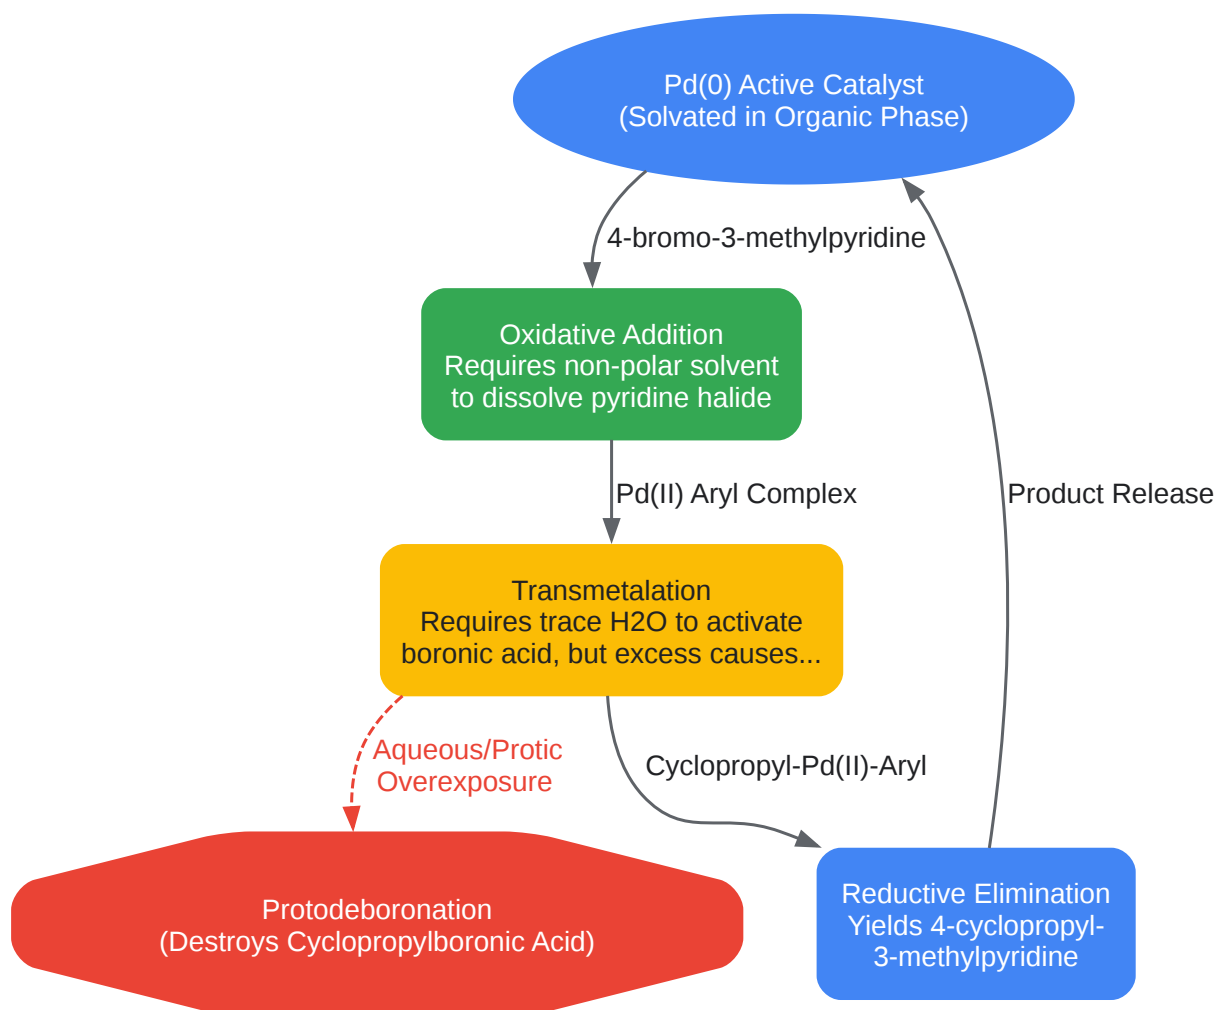 Pd(0) Active Catalyst
(Solvated in Organic Phase)
4-bromo-3-methylpyridine
Oxidative Addition
Requires non-polar solvent
to dissolve pyridine halide
Pd(II) Aryl Complex
Product Release
Transmetalation
Requires trace H2O to activate
boronic acid, but excess causes...
Aqueous/Protic
Overexposure
Cyclopropyl-Pd(II)-Aryl
Protodeboronation
(Destroys Cyclopropylboronic Acid)
Reductive Elimination
Yields 4-cyclopropyl-
3-methylpyridine